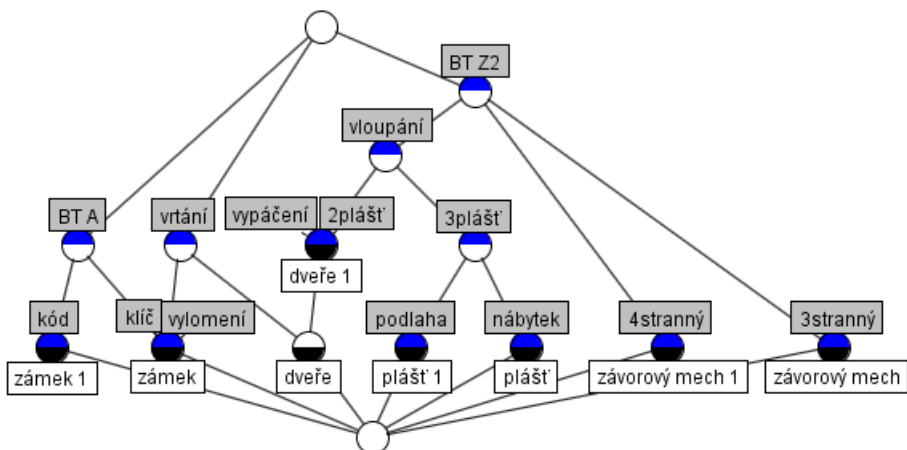 BT Z2
vloupání
BT A
vrtání
vypáčení
2plášť
3plášť
dveře 1
kód
klíč
vylomení
podlaha
nábytek
4stranný
3stranný
zámek 1
zámek
dveře
plášť 1
plášť
závorový mech 1
závorový mech